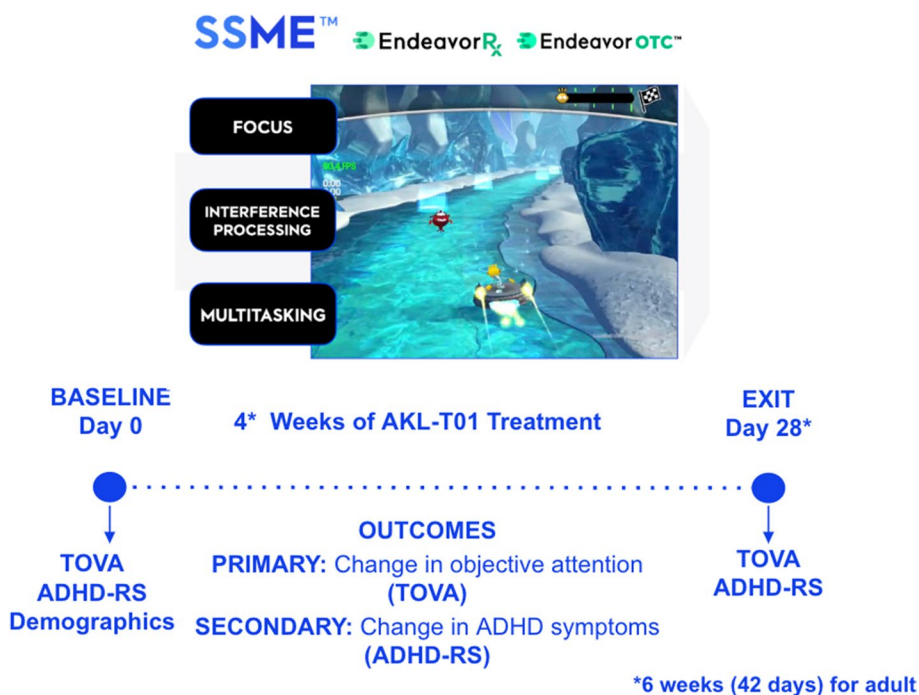 SSME™ EndeavorRx EndeavorOTC™
FOCUS
INTERFERENCE
PROCESSING
MULTITASKING
BASELINE
Day 0
4* Weeks of AKL-T01 Treatment
EXIT
Day 28*
TOVA
ADHD-RS
Demographics
OUTCOMES
PRIMARY: Change in objective attention
(TOVA)
SECONDARY: Change in ADHD symptoms
(ADHD-RS)
TOVA
ADHD-RS
*6 weeks (42 days) for adult